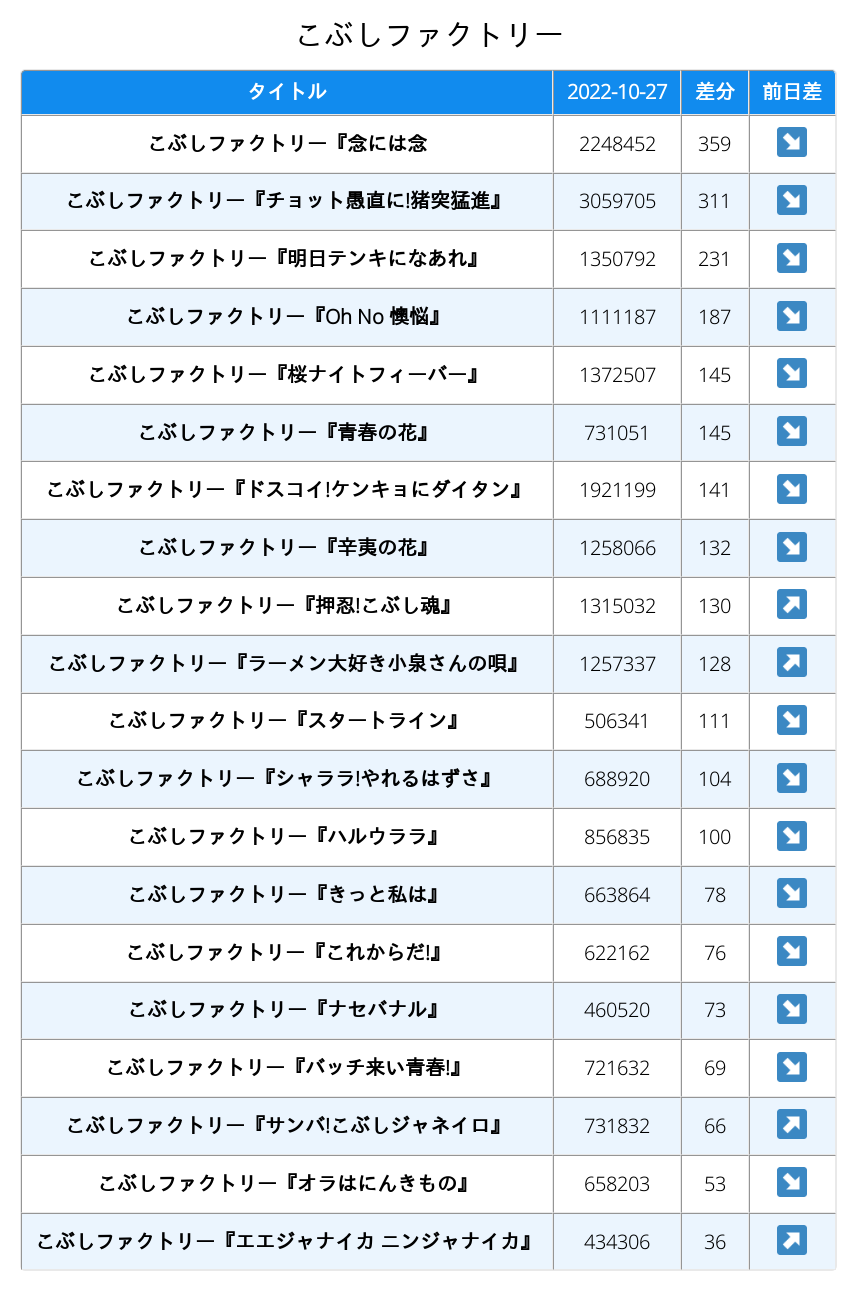 こぶしファクトリー
タイトル 2022-10-27 差分 前日差
こぶしファクトリー『念には念 2248452 359 ↘
こぶしファクトリー『チョット愚直に!猪突猛進』 3059705 311 ↘
こぶしファクトリー『明日テンキになあれ』 1350792 231 ↘
こぶしファクトリー『Oh No 懊悩』 1111187 187 ↘
こぶしファクトリー『桜ナイトフィーバー』 1372507 145 ↘
こぶしファクトリー『青春の花』 731051 145 ↘
こぶしファクトリー『ドスコイ!ケンキョにダイタン』 1921199 141 ↘
こぶしファクトリー『辛夷の花』 1258066 132 ↘
こぶしファクトリー『押忍!こぶし魂』 1315032 130 ↗
こぶしファクトリー『ラーメン大好き小泉さんの唄』 1257337 128 ↗
こぶしファクトリー『スタートライン』 506341 111 ↘
こぶしファクトリー『シャララ!やれるはずさ』 688920 104 ↘
こぶしファクトリー『ハルウララ』 856835 100 ↘
こぶしファクトリー『きっと私は』 663864 78 ↘
こぶしファクトリー『これからだ!』 622162 76 ↘
こぶしファクトリー『ナセバナル』 460520 73 ↘
こぶしファクトリー『バッチ来い青春!』 721632 69 ↘
こぶしファクトリー『サンバ!こぶしジャネイロ』 731832 66 ↗
こぶしファクトリー『オラはにんきもの』 658203 53 ↘
こぶしファクトリー『エエジャナイカ ニンジャナイカ』 434306 36 ↗